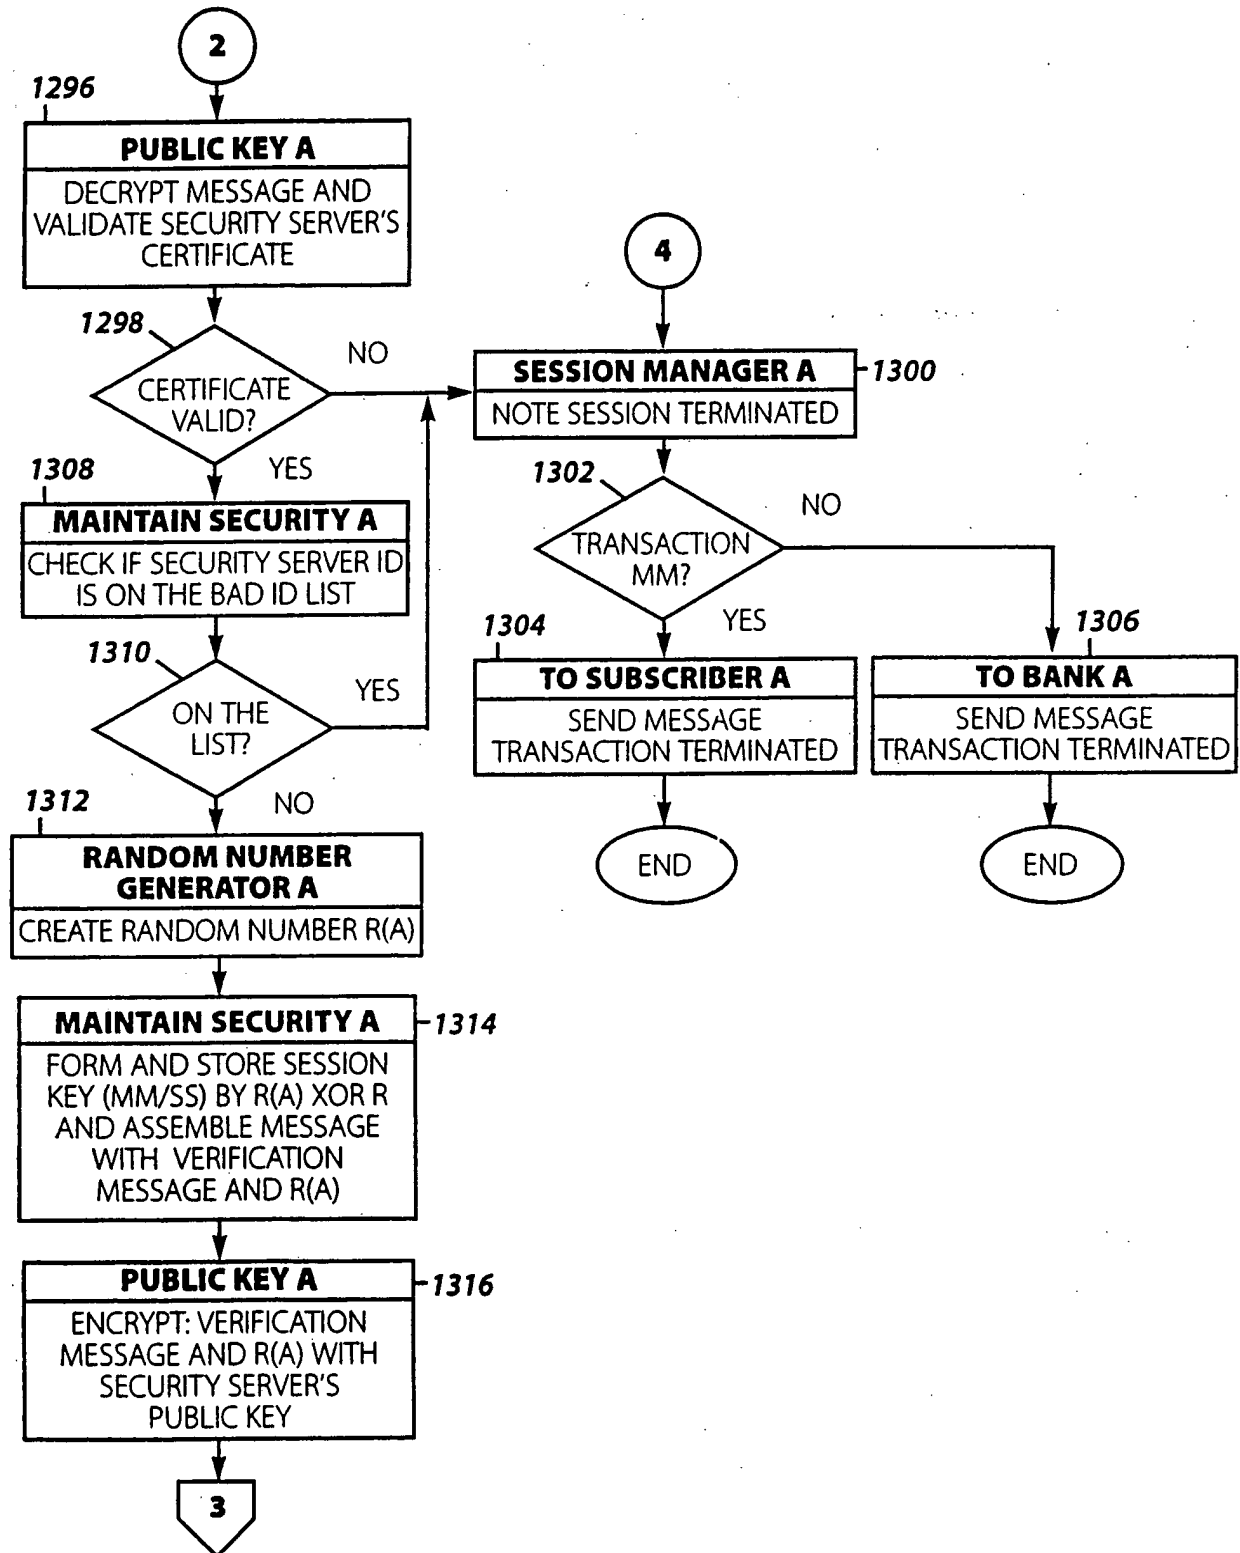 2
1296
PUBLIC KEY A
DECRYPT MESSAGE AND
VALIDATE SECURITY SERVER'S
CERTIFICATE
1298
CERTIFICATE
VALID?
NO
YES
1308
MAINTAIN SECURITY A
CHECK IF SECURITY SERVER ID
IS ON THE BAD ID LIST
1310
ON THE
LIST?
YES
NO
1312
RANDOM NUMBER
GENERATOR A
CREATE RANDOM NUMBER R(A)
MAINTAIN SECURITY A
1314
FORM AND STORE SESSION
KEY (MM/SS) BY R(A) XOR R
AND ASSEMBLE MESSAGE
WITH VERIFICATION
MESSAGE AND R(A)
PUBLIC KEY A
1316
ENCRYPT: VERIFICATION
MESSAGE AND R(A) WITH
SECURITY SERVER'S
PUBLIC KEY
3
4
SESSION MANAGER A
1300
NOTE SESSION TERMINATED
1302
TRANSACTION
MM?
NO
YES
1304
TO SUBSCRIBER A
SEND MESSAGE
TRANSACTION TERMINATED
END
1306
TO BANK A
SEND MESSAGE
TRANSACTION TERMINATED
END